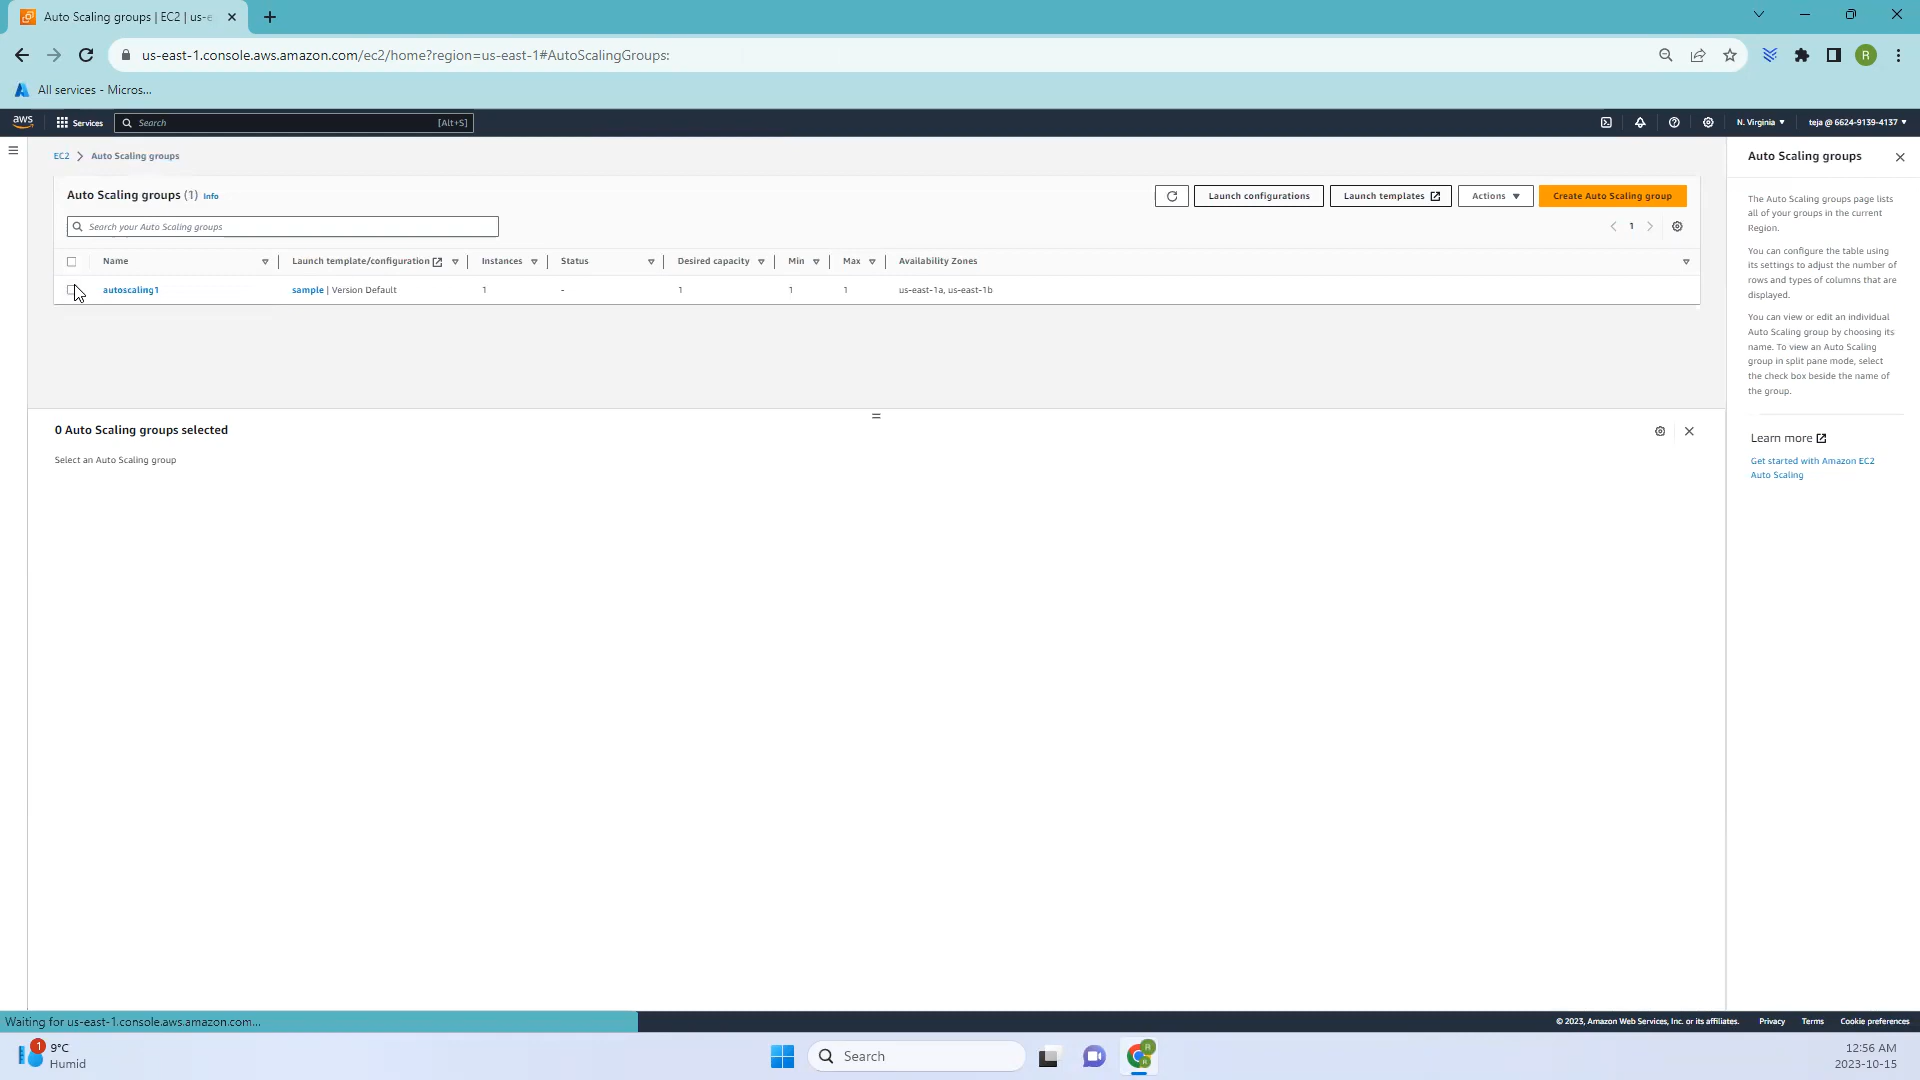 Auto Scaling groups | EC2 | us-e
us-east-1.console.aws.amazon.com/ec2/home?region=us-east-1#AutoScalingGroups:
R
All services - Micros...
aws
Services
Search
[Alt+S]
N. Virginia
teja @ 6624-9139-4137
EC2
Auto Scaling groups
Auto Scaling groups (1) Info
Launch configurations
Launch templates
Actions
Create Auto Scaling group
Search your Auto Scaling groups
1
Name
Launch template/configuration
Instances
Status
Desired capacity
Min
Max
Availability Zones
autoscaling1
sample | Version Default
1
-
1
1
1
us-east-1a, us-east-1b
0 Auto Scaling groups selected
Select an Auto Scaling group
Auto Scaling groups
The Auto Scaling groups page lists
all of your groups in the current
Region.
You can configure the table using
its settings to adjust the number of
rows and types of columns that are
displayed.
You can view or edit an individual
Auto Scaling group by choosing its
name. To view an Auto Scaling
group in split pane mode, select
the check box beside the name of
the group.
Learn more
Get started with Amazon EC2
Auto Scaling
Waiting for us-east-1.console.aws.amazon.com...
© 2023, Amazon Web Services, Inc. or its affiliates.
Privacy
Terms
Cookie preferences
1
9°C
Humid
Search
R
R
12:56 AM
2023-10-15